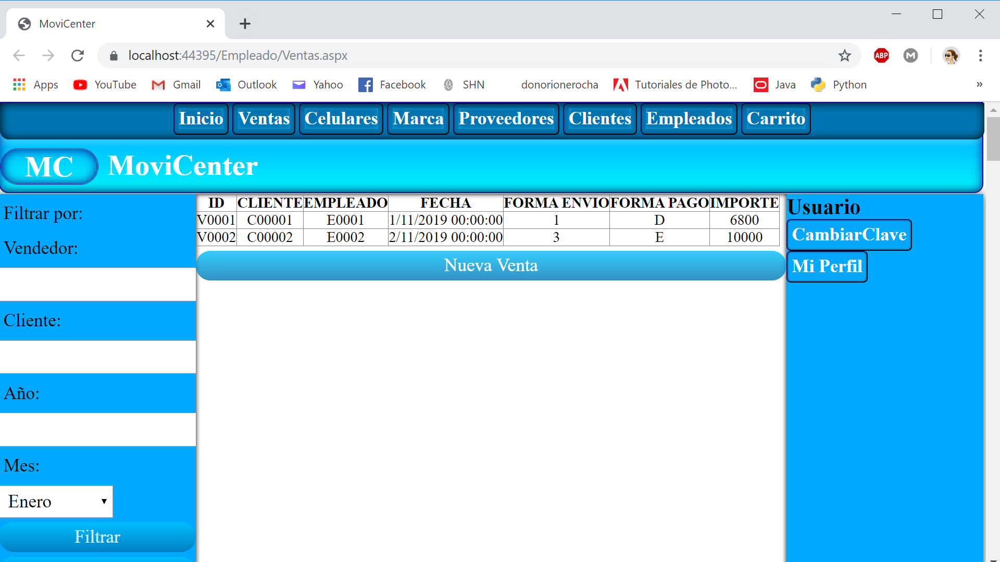 MoviCenter
localhost:44395/Empleado/Ventas.aspx
ABP
M
Apps YouTube Gmail Outlook Yahoo Facebook SHN donorionerocha Tutoriales de Photo... Java Python »
Inicio Ventas Celulares Marca Proveedores Clientes Empleados Carrito
MC MoviCenter
Filtrar por:
Vendedor:
Cliente:
Año:
Mes:
Enero
Filtrar
ID CLIENTE EMPLEADO FECHA FORMA ENVIO FORMA PAGO IMPORTE
V0001 C00001 E0001 1/11/2019 00:00:00 1 D 6800
V0002 C00002 E0002 2/11/2019 00:00:00 3 E 10000
Nueva Venta
Usuario
CambiarClave
Mi Perfil